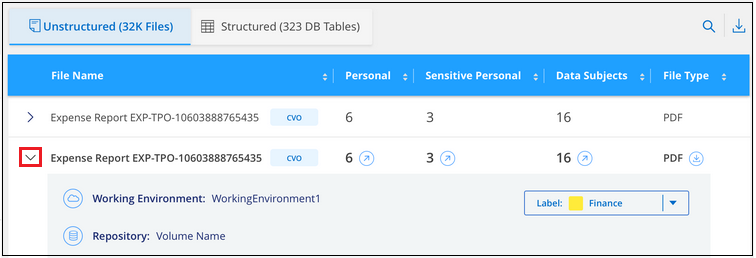 Unstructured (32K Files) Structured (323 DB Tables)
File Name Personal Sensitive Personal Data Subjects File Type
Expense Report EXP-TPO-10603888765435 CVO 6 3 16 PDF
Expense Report EXP-TPO-10603888765435 CVO 6 3 16 PDF
Working Environment: WorkingEnvironment1 Label: Finance
Repository: Volume Name